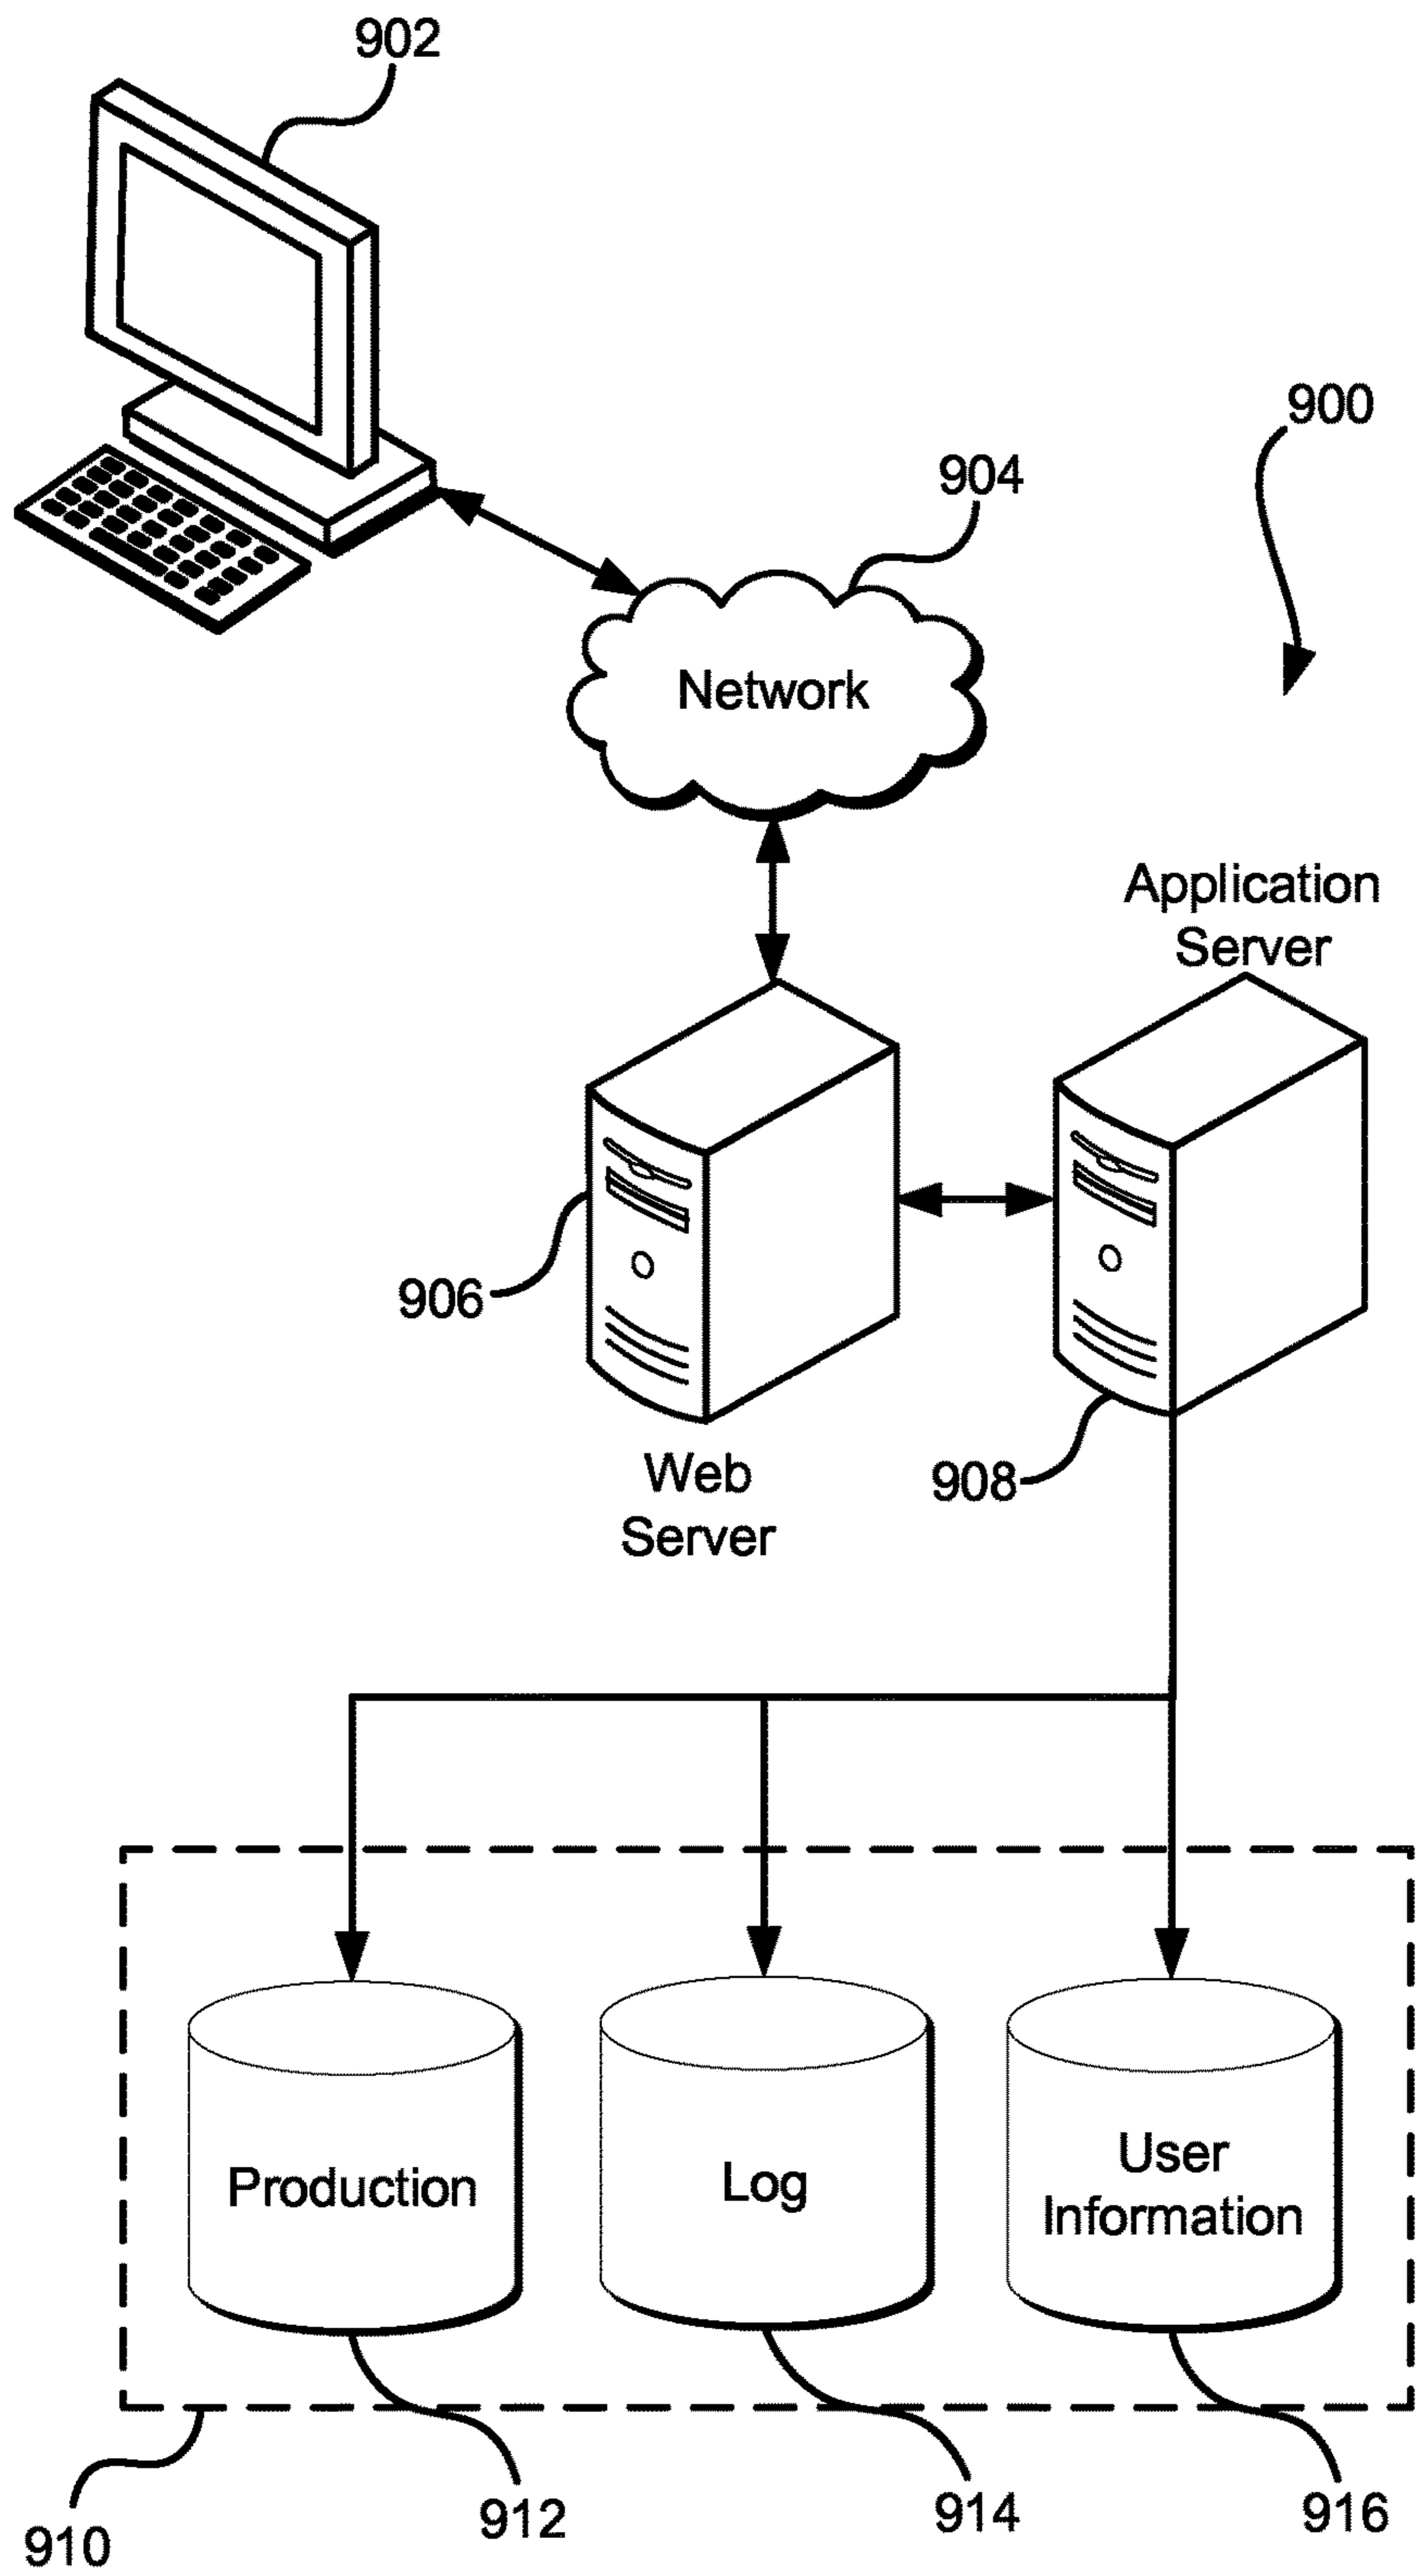 902
900
904
Network
Application
Server
906
908
Web
Server
Production
Log
User
Information
910
912
914
916